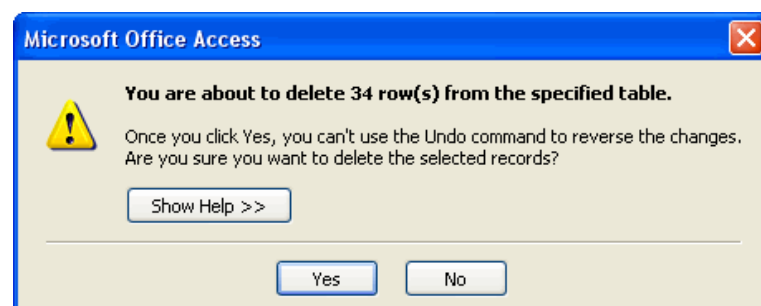 Microsoft Office Access
You are about to delete 34 row(s) from the specified table.
Once you click Yes, you can't use the Undo command to reverse the changes.
Are you sure you want to delete the selected records?
Show Help >>
Yes No